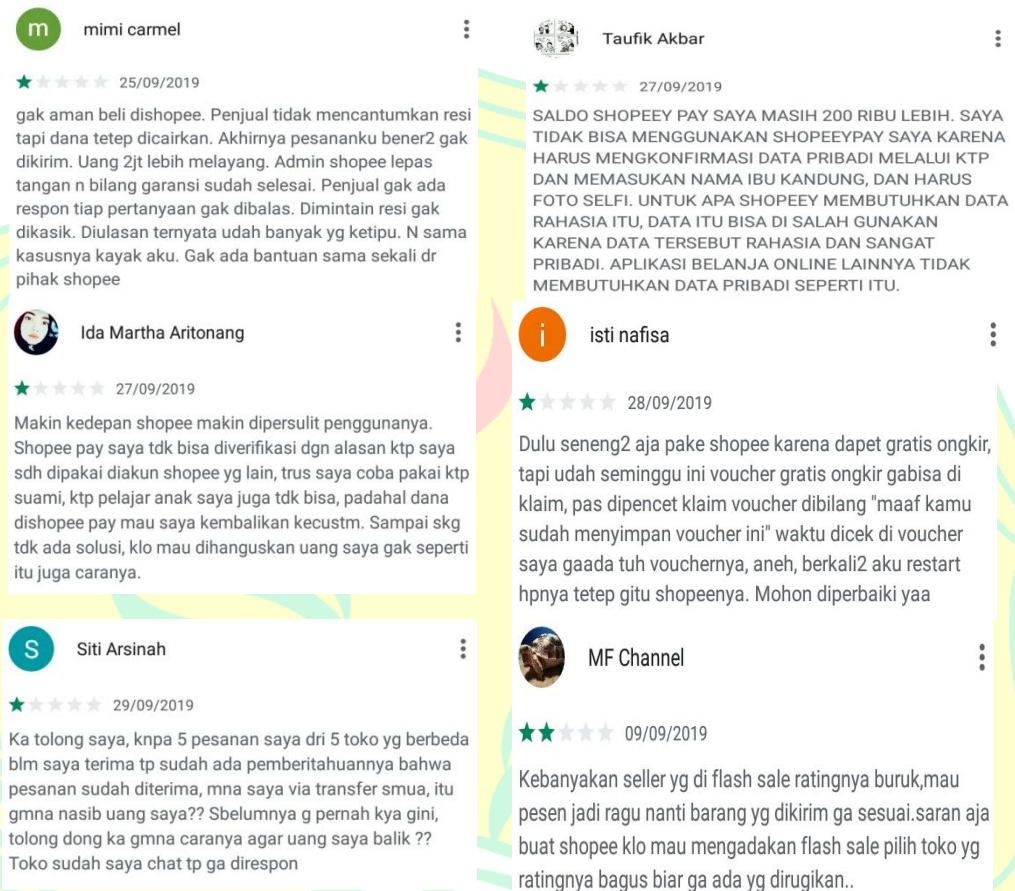 m
mimi carmel
25/09/2019
gak aman beli dishopee. Penjual tidak mencantumkan resi
tapi dana tetep dicairkan. Akhirnya pesananku bener2 gak
dikirim. Uang 2jt lebih melayang. Admin shopee lepas
tangan n bilang garansi sudah selesai. Penjual gak ada
respon tiap pertanyaan gak dibalas. Dimintain resi gak
dikasik. Diulasan ternyata udah banyak yg ketipu. N sama
kasusnya kayak aku. Gak ada bantuan sama sekali dr
pihak shopee
Taufik Akbar
27/09/2019
SALDO SHOPEEY PAY SAYA MASIH 200 RIBU LEBIH. SAYA
TIDAK BISA MENGGUNAKAN SHOPEEYPAY SAYA KARENA
HARUS MENGKONFIRMASI DATA PRIBADI MELALUI KTP
DAN MEMASUKAN NAMA IBU KANDUNG, DAN HARUS
FOTO SELFI. UNTUK APA SHOPEEY MEMBUTUHKAN DATA
RAHASIA ITU, DATA ITU BISA DI SALAH GUNAKAN
KARENA DATA TERSEBUT RAHASIA DAN SANGAT
PRIBADI. APLIKASI BELANJA ONLINE LAINNYA TIDAK
MEMBUTUHKAN DATA PRIBADI SEPERTI ITU.
Ida Martha Aritonang
27/09/2019
Makin kedepan shopee makin dipersulit penggunanya.
Shopee pay saya tdk bisa diverifikasi dgn alasan ktp saya
sdh dipakai diakun shopee yg lain, trus saya coba pakai ktp
suami, ktp pelajar anak saya juga tdk bisa, padahal dana
dishopee pay mau saya kembalikan kecustm. Sampai skg
tdk ada solusi, klo mau dihanguskan uang saya gak seperti
itu juga caranya.
i
isti nafisa
28/09/2019
Dulu seneng2 aja pake shopee karena dapet gratis ongkir,
tapi udah seminggu ini voucher gratis ongkir gabisa di
klaim, pas dipencet klaim voucher dibilang "maaf kamu
sudah menyimpan voucher ini" waktu dicek di voucher
saya gaada tuh vouchernya, aneh, berkali2 aku restart
hpnya tetep gitu shopeenya. Mohon diperbaiki yaa
S
Siti Arsinah
29/09/2019
Ka tolong saya, knpa 5 pesanan saya dri 5 toko yg berbeda
blm saya terima tp sudah ada pemberitahuannya bahwa
pesanan sudah diterima, mna saya via transfer smua, itu
gmna nasib uang saya?? Sbelumnya g pernah kya gini,
tolong dong ka gmna caranya agar uang saya balik ??
Toko sudah saya chat tp ga direspon
MF Channel
09/09/2019
Kebanyakan seller yg di flash sale ratingnya buruk,mau
pesen jadi ragu nanti barang yg dikirim ga sesuai.saran aja
buat shopee klo mau mengadakan flash sale pilih toko yg
ratingnya bagus biar ga ada yg dirugikan..